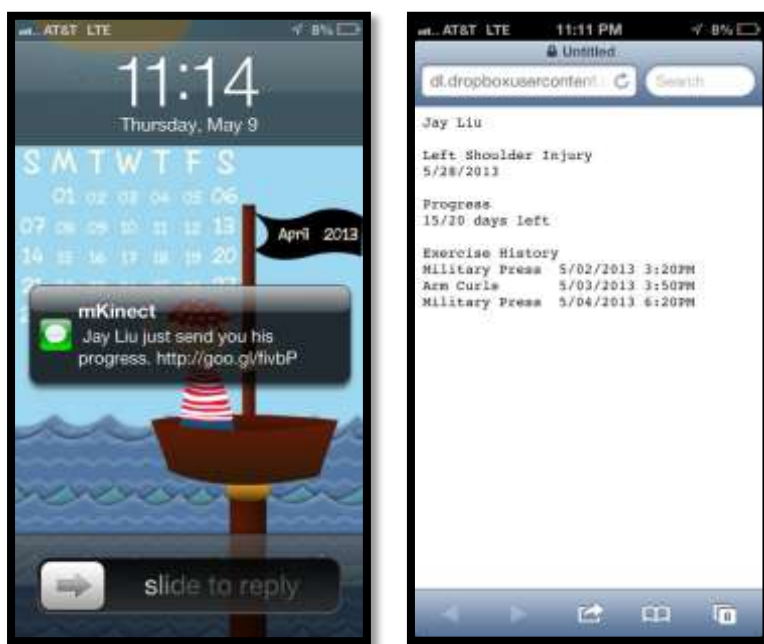 AT&T LTE
8%
11:14
Thursday, May 9
S M T W T F S
01 02 03 04 05 06
07 08 09 10 11 12 13
April 2013
14 15 16 17 18 19 20
mKinect
Jay Liu just send you his
progress. http://goo.gl/fivbP
slide to reply
AT&T LTE 11:11 PM 8%
Untitled
dl.dropboxusercontent
Search
Jay Liu
Left Shoulder Injury
5/28/2013
Progress
15/20 days left
Exercise History
Military Press 5/02/2013 3:20PM
Arm Curls 5/03/2013 3:50PM
Military Press 5/04/2013 6:20PM